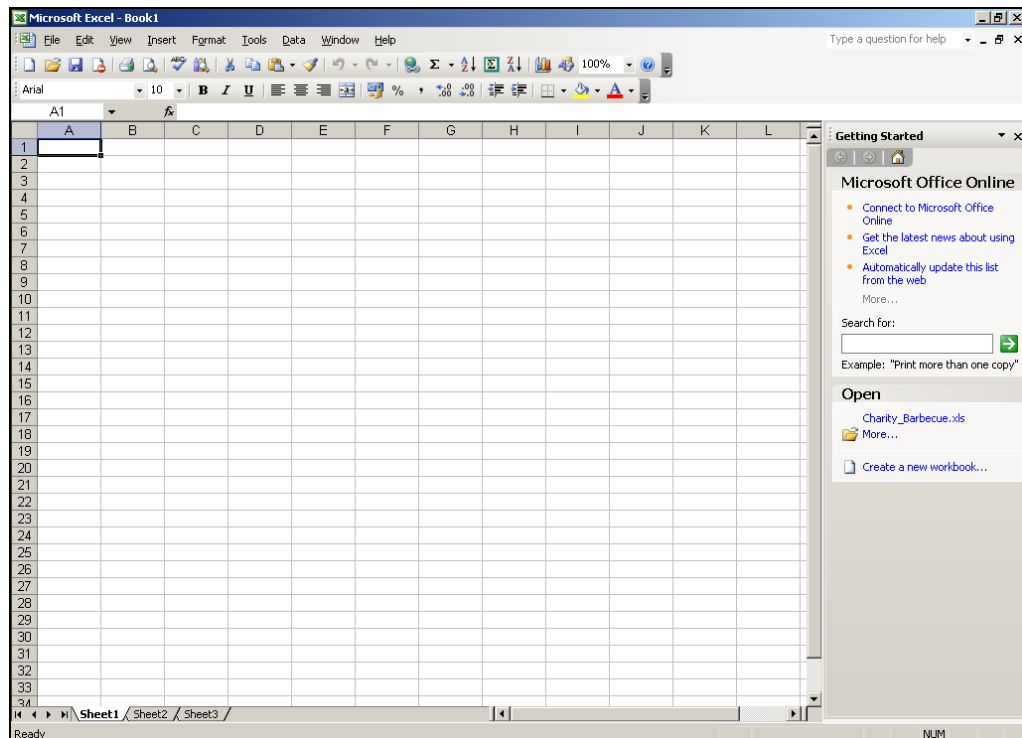 Microsoft Excel - Book1
File Edit View Insert Format Tools Data Window Help
Type a question for help
ABC Σ 100%
Arial 10 B I U % , A
A1 fx
A B C D E F G H I J K L
1
2
3
4
5
6
7
8
9
10
11
12
13
14
15
16
17
18
19
20
21
22
23
24
25
26
27
28
29
30
31
32
33
34
Getting Started
Microsoft Office Online
Connect to Microsoft Office
Online
Get the latest news about using
Excel
Automatically update this list
from the web
More...
Search for:
Example: "Print more than one copy"
Open
Charity_Barbecue.xls
More...
Create a new workbook...
Sheet1 Sheet2 Sheet3
Ready NUM